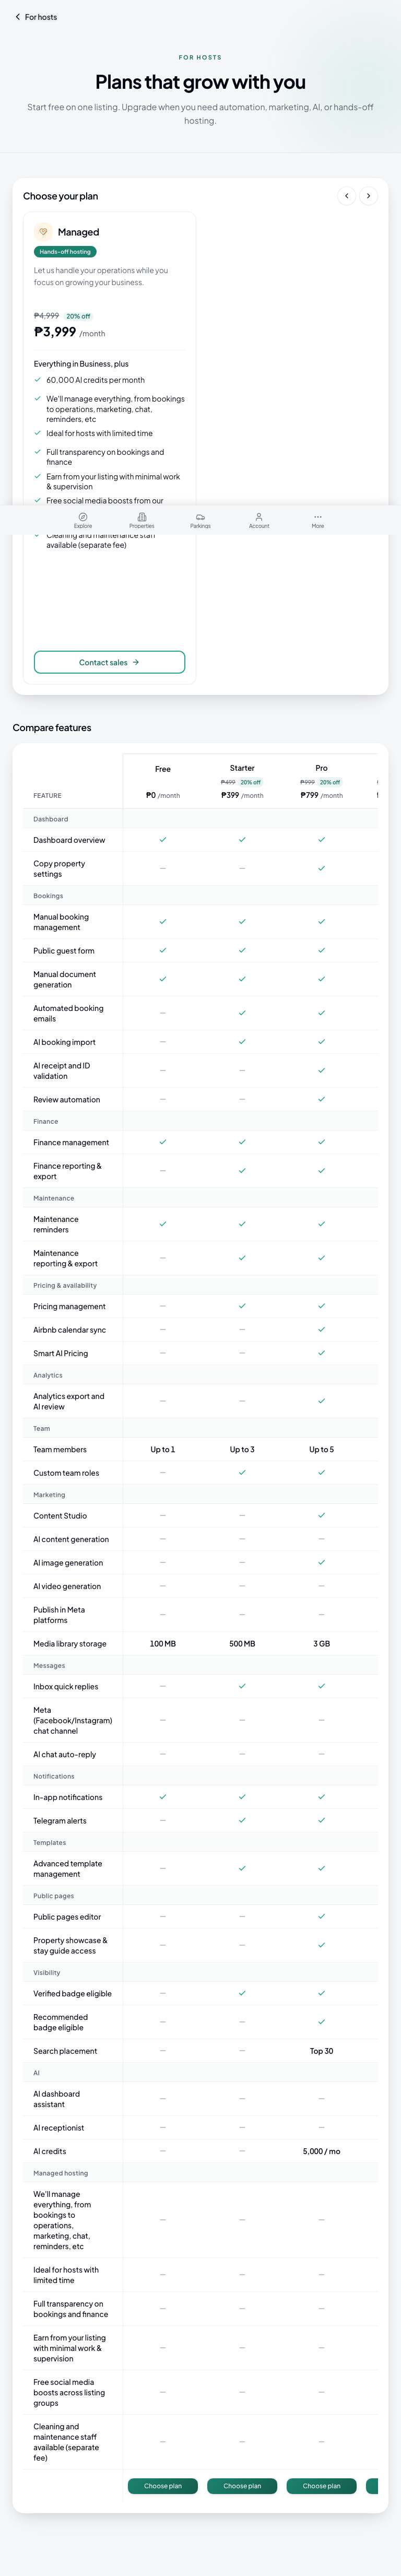 For hosts
FOR HOSTS
Plans that grow with you
Start free on one listing. Upgrade when you need automation, marketing, AI, or hands-off
hosting.
Choose your plan
Managed
Hands-off hosting
Let us handle your operations while you
focus on growing your business.
₱4,999 20% off
₱3,999 /month
Everything in Business, plus
60,000 AI credits per month
We'll manage everything, from bookings
to operations, marketing, chat,
reminders, etc
Ideal for hosts with limited time
Full transparency on bookings and
finance
Earn from your listing with minimal work
& supervision
Free social media boosts from our
Explore Properties Parkings Account More
Cleaning and maintenance staff
available (separate fee)
Contact sales
Compare features
FEATURE Free ₱0 /month Starter ₱499 20% off ₱399 /month Pro ₱999 20% off ₱799 /month
Dashboard
Dashboard overview
Copy property
settings — —
Bookings
Manual booking
management
Public guest form
Manual document
generation
Automated booking
emails —
AI booking import —
AI receipt and ID
validation — —
Review automation — —
Finance
Finance management
Finance reporting &
export —
Maintenance
Maintenance
reminders
Maintenance
reporting & export —
Pricing & availability
Pricing management —
Airbnb calendar sync — —
Smart AI Pricing — —
Analytics
Analytics export and
AI review — —
Team
Team members Up to 1 Up to 3 Up to 5
Custom team roles —
Marketing
Content Studio — —
AI content generation — — —
AI image generation — —
AI video generation — — —
Publish in Meta
platforms — — —
Media library storage 100 MB 500 MB 3 GB
Messages
Inbox quick replies —
Meta
(Facebook/Instagram)
chat channel — — —
AI chat auto-reply — — —
Notifications
In-app notifications
Telegram alerts —
Templates
Advanced template
management —
Public pages
Public pages editor — —
Property showcase &
stay guide access — —
Visibility
Verified badge eligible —
Recommended
badge eligible — —
Search placement — — Top 30
AI
AI dashboard
assistant — — —
AI receptionist — — —
AI credits — — 5,000 / mo
Managed hosting
We'll manage
everything, from
bookings to
operations,
marketing, chat,
reminders, etc — — —
Ideal for hosts with
limited time — — —
Full transparency on
bookings and finance — — —
Earn from your listing
with minimal work &
supervision — — —
Free social media
boosts across listing
groups — — —
Cleaning and
maintenance staff
available (separate
fee) — — —
Choose plan Choose plan Choose plan